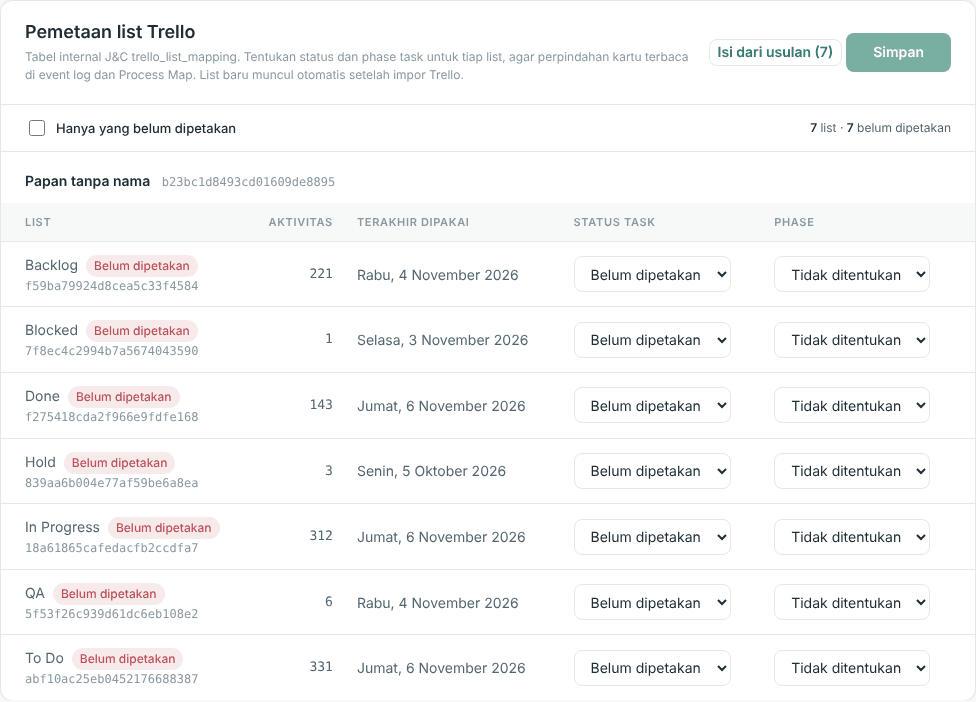 Pemetaan list Trello
Tabel internal J&C trello_list_mapping. Tentukan status dan phase task untuk tiap list, agar perpindahan kartu terbaca
di event log dan Process Map. List baru muncul otomatis setelah impor Trello.
Isi dari usulan (7)
Simpan
Hanya yang belum dipetakan
7 list · 7 belum dipetakan
Papan tanpa nama b23bc1d8493cd01609de8895
LIST AKTIVITAS TERAKHIR DIPAKAI STATUS TASK PHASE
Backlog Belum dipetakan
f59ba79924d8cea5c33f4584
221 Rabu, 4 November 2026 Belum dipetakan Tidak ditentukan
Blocked Belum dipetakan
7f8ec4c2994b7a5674043590
1 Selasa, 3 November 2026 Belum dipetakan Tidak ditentukan
Done Belum dipetakan
f275418cda2f966e9fdfe168
143 Jumat, 6 November 2026 Belum dipetakan Tidak ditentukan
Hold Belum dipetakan
839aa6b004e77af59be6a8ea
3 Senin, 5 Oktober 2026 Belum dipetakan Tidak ditentukan
In Progress Belum dipetakan
18a61865cafedacfb2ccdfa7
312 Jumat, 6 November 2026 Belum dipetakan Tidak ditentukan
QA Belum dipetakan
5f53f26c939d61dc6eb108e2
6 Rabu, 4 November 2026 Belum dipetakan Tidak ditentukan
To Do Belum dipetakan
abf10ac25eb0452176688387
331 Jumat, 6 November 2026 Belum dipetakan Tidak ditentukan